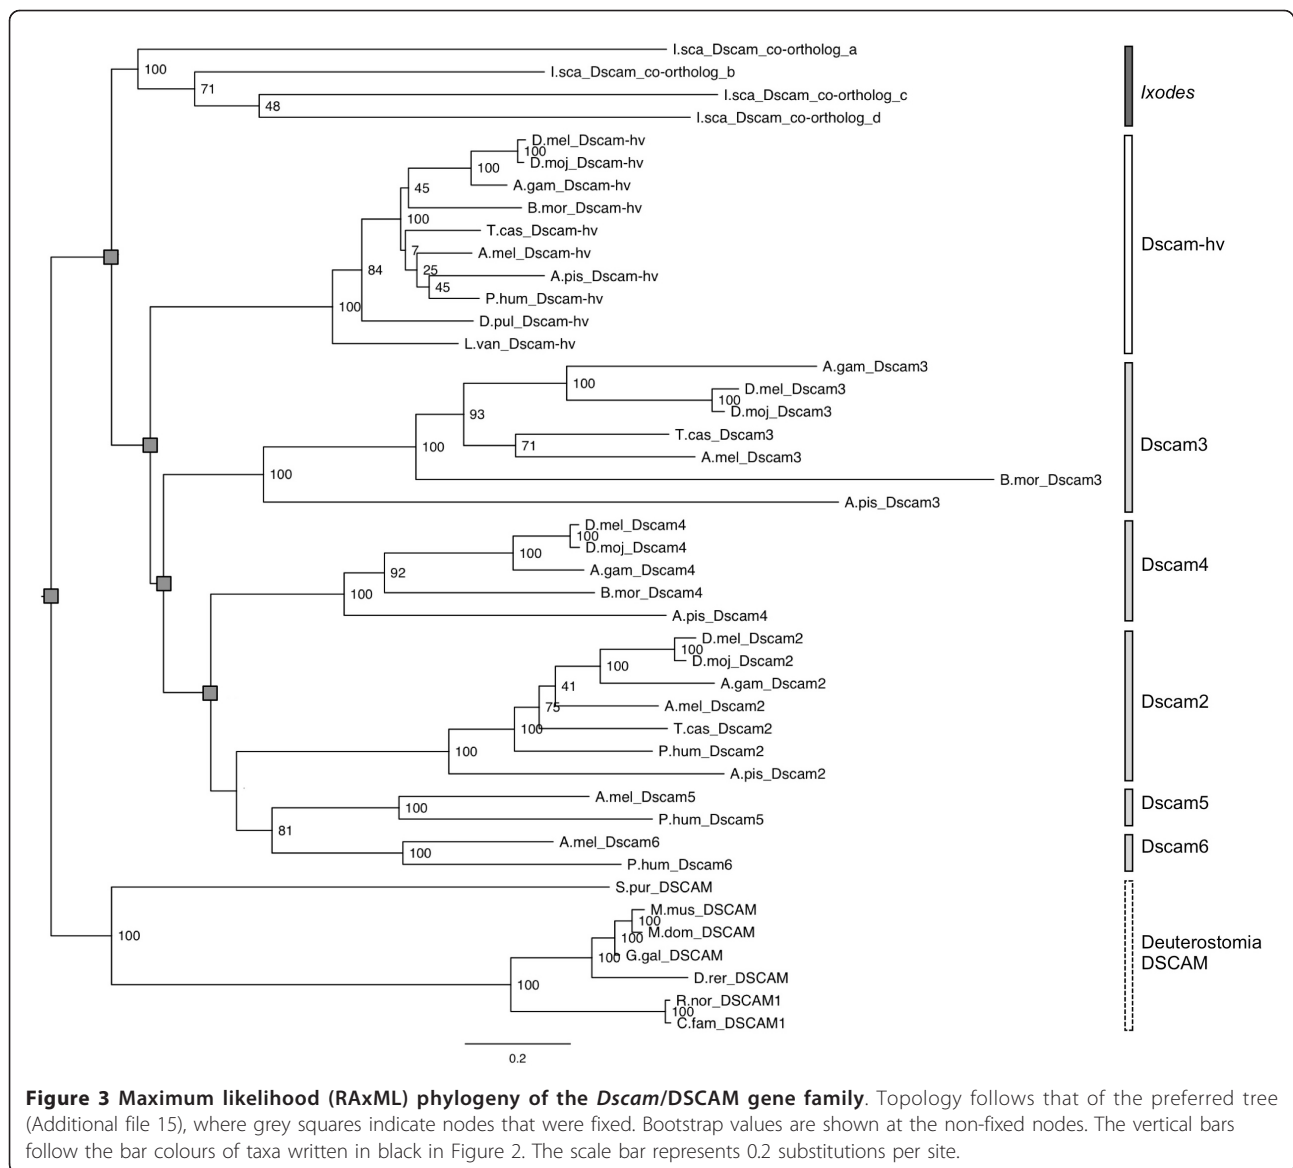 I.sca_Dscam_co-ortholog_a
100
I.sca_Dscam_co-ortholog_b
71
I.sca_Dscam_co-ortholog_c
48
I.sca_Dscam_co-ortholog_d
Ixodes
D.mel_Dscam-hv
100
D.moj_Dscam-hv
100
A.gam_Dscam-hv
45
B.mor_Dscam-hv
100
T.cas_Dscam-hv
7
A.mel_Dscam-hv
25
A.pis_Dscam-hv
45
P.hum_Dscam-hv
84
D.pul_Dscam-hv
100
L.van_Dscam-hv
Dscam-hv
A.gam_Dscam3
100
D.mel_Dscam3
100
D.moj_Dscam3
93
T.cas_Dscam3
71
A.mel_Dscam3
100
B.mor_Dscam3
100
A.pis_Dscam3
Dscam3
D.mel_Dscam4
100
D.moj_Dscam4
100
A.gam_Dscam4
92
B.mor_Dscam4
100
A.pis_Dscam4
Dscam4
D.mel_Dscam2
100
D.moj_Dscam2
100
A.gam_Dscam2
41
A.mel_Dscam2
75
T.cas_Dscam2
100
P.hum_Dscam2
100
A.pis_Dscam2
Dscam2
A.mel_Dscam5
100
P.hum_Dscam5
Dscam5
81
A.mel_Dscam6
100
P.hum_Dscam6
Dscam6
S.pur_DSCAM
100
M.mus_DSCAM
100
M.dom_DSCAM
100
G.gal_DSCAM
100
D.rer_DSCAM
100
R.nor_DSCAM1
100
C.fam_DSCAM1
Deuterostomia
DSCAM
0.2
Figure 3 Maximum likelihood (RAxML) phylogeny of the Dscam/DSCAM gene family. Topology follows that of the preferred tree
(Additional file 15), where grey squares indicate nodes that were fixed. Bootstrap values are shown at the non-fixed nodes. The vertical bars
follow the bar colours of taxa written in black in Figure 2. The scale bar represents 0.2 substitutions per site.